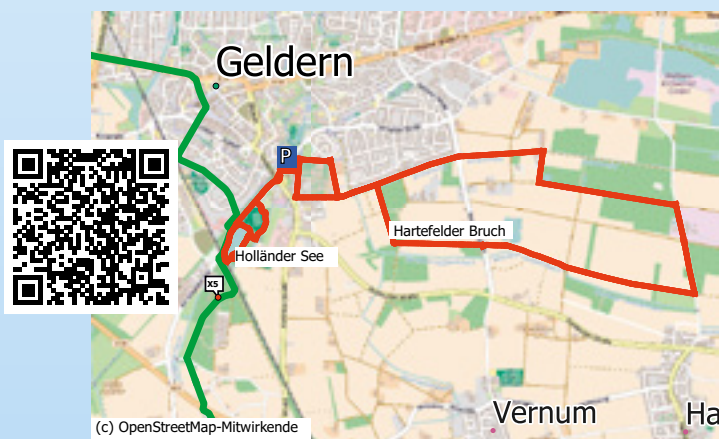 Geldern
P
Hartefelder Bruch
Holländer See
X5
Vernum
Ha
(c) OpenStreetMap-Mitwirkende